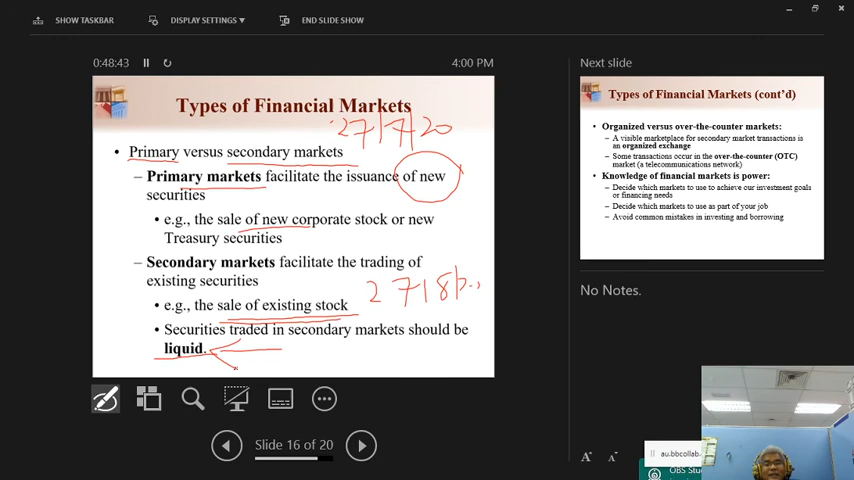 SHOW TASKBAR
DISPLAY SETTINGS
END SLIDE SHOW
0:48:43
4:00 PM
Types of Financial Markets
27/7/20
• Primary versus secondary markets
– Primary markets facilitate the issuance of new
securities
• e.g., the sale of new corporate stock or new
Treasury securities
– Secondary markets facilitate the trading of
existing securities
• e.g., the sale of existing stock
• Securities traded in secondary markets should be
liquid.
Slide 16 of 20
Next slide
Types of Financial Markets (cont'd)
• Organized versus over-the-counter markets:
– A visible marketplace for secondary market transactions is
an organized exchange
– Some transactions occur in the over-the-counter (OTC)
market (a telecommunications network)
• Knowledge of financial markets is power:
– Decide which markets to use to achieve our investment goals
or financing needs
– Decide which markets to use as part of your job
– Avoid common mistakes in investing and borrowing
No Notes.
A A
au.bbcollab.
OBS Stud